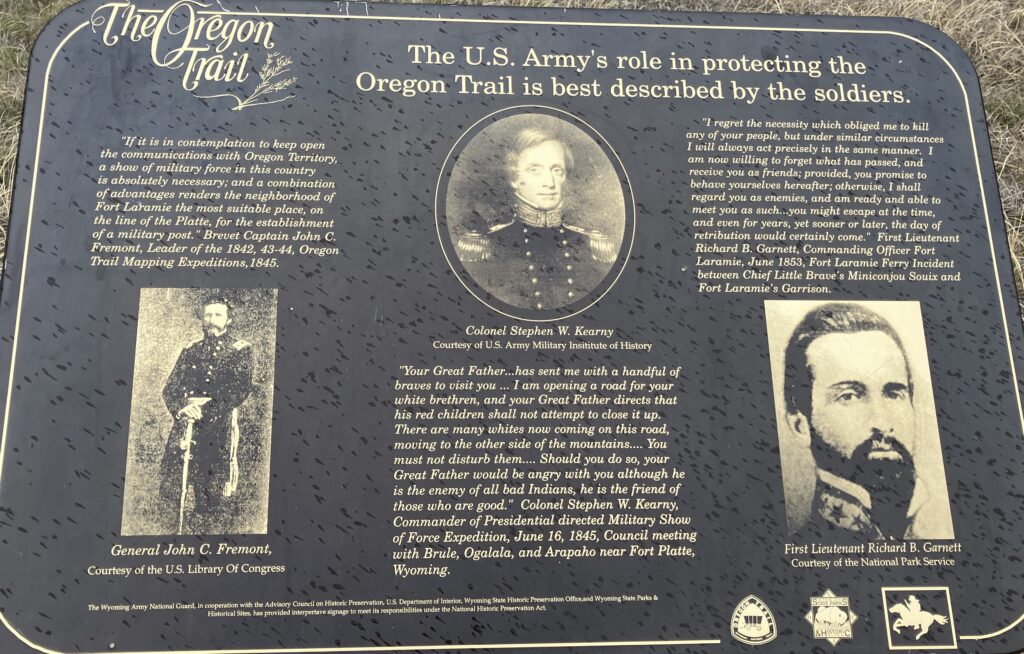 The Oregon
Trail
The U.S. Army's role in protecting the
Oregon Trail is best described by the soldiers.
"If it is in contemplation to keep open
the communications with Oregon Territory,
a show of military force in this country
is absolutely necessary; and a combination
of advantages renders the neighborhood of
Fort Laramie the most suitable place, on
the line of the Platte, for the establishment
of a military post." Brevet Captain John C.
Fremont, Leader of the 1842, 43-44, Oregon
Trail Mapping Expeditions,1845.
General John C. Fremont,
Courtesy of the U.S. Library Of Congress
Colonel Stephen W. Kearny
Courtesy of U.S. Army Military Insititute of History
"Your Great Father...has sent me with a handful of
braves to visit you ... I am opening a road for your
white brethren, and your Great Father directs that
his red children shall not attempt to close it up.
There are many whites now coming on this road,
moving to the other side of the mountains.... You
must not disturb them.... Should you do so, your
Great Father would be angry with you although he
is the enemy of all bad Indians, he is the friend of
those who are good." Colonel Stephen W. Kearny,
Commander of Presidential directed Military Show
of Force Expedition, June 16, 1845, Council meeting
with Brule, Ogalala, and Arapaho near Fort Platte,
Wyoming.
"I regret the necessity which obliged me to kill
any of your people, but under similar circumstances
I will always act precisely in the same manner. I
am now willing to forget what has passed, and
receive you as friends; provided, you promise to
behave yourselves hereafter; otherwise, I shall
regard you as enemies, and am ready and able to
meet you as such...you might escape at the time,
and even for years, yet sooner or later, the day of
retribution would certainly come." First Lieutenant
Richard B. Garnett, Commanding Officer Fort
Laramie, June 1853, Fort Laramie Ferry Incident
between Chief Little Brave's Miniconjou Souix and
Fort Laramie's Garrison.
First Lieutenant Richard B. Garnett
Courtesy of the National Park Service
The Wyoming Army National Guard, in cooperation with the Advisory Council on Historic Preservation, U.S. Department of Interior, Wyoming State Historic Preservation Office,and Wyoming State Parks &
Historical Sites, has provided interpertave signage to meet its responsibilities under the National Historic Preservation Act.
OREGON TRAIL
STATE PARKS
& HISTORIC